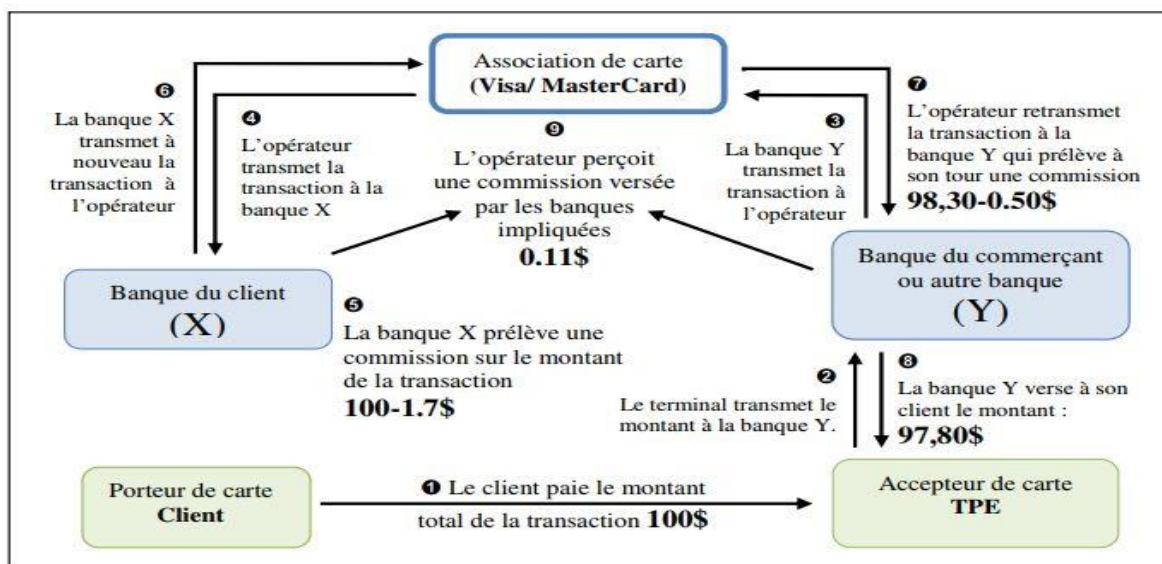 Association de carte
(Visa/ MasterCard)
❻
La banque X
transmet à
nouveau la
transaction à
l'opérateur
❹
L'opérateur
transmet la
transaction à la
banque X
❾
L'opérateur perçoit
une commission versée
par les banques
impliquées
0.11$
❸
La banque Y
transmet la
transaction à
l'opérateur
❼
L'opérateur retransmet
la transaction à la
banque Y qui prélève à
son tour une commission
98,30-0.50$
Banque du client
(X)
❺
La banque X prélève une
commission sur le montant
de la transaction
100-1.7$
Banque du commerçant
ou autre banque
(Y)
❷
Le terminal transmet le
montant à la banque Y.
❽
La banque Y verse à son
client le montant :
97,80$
Porteur de carte
Client
❶ Le client paie le montant
total de la transaction 100$
Accepteur de carte
TPE